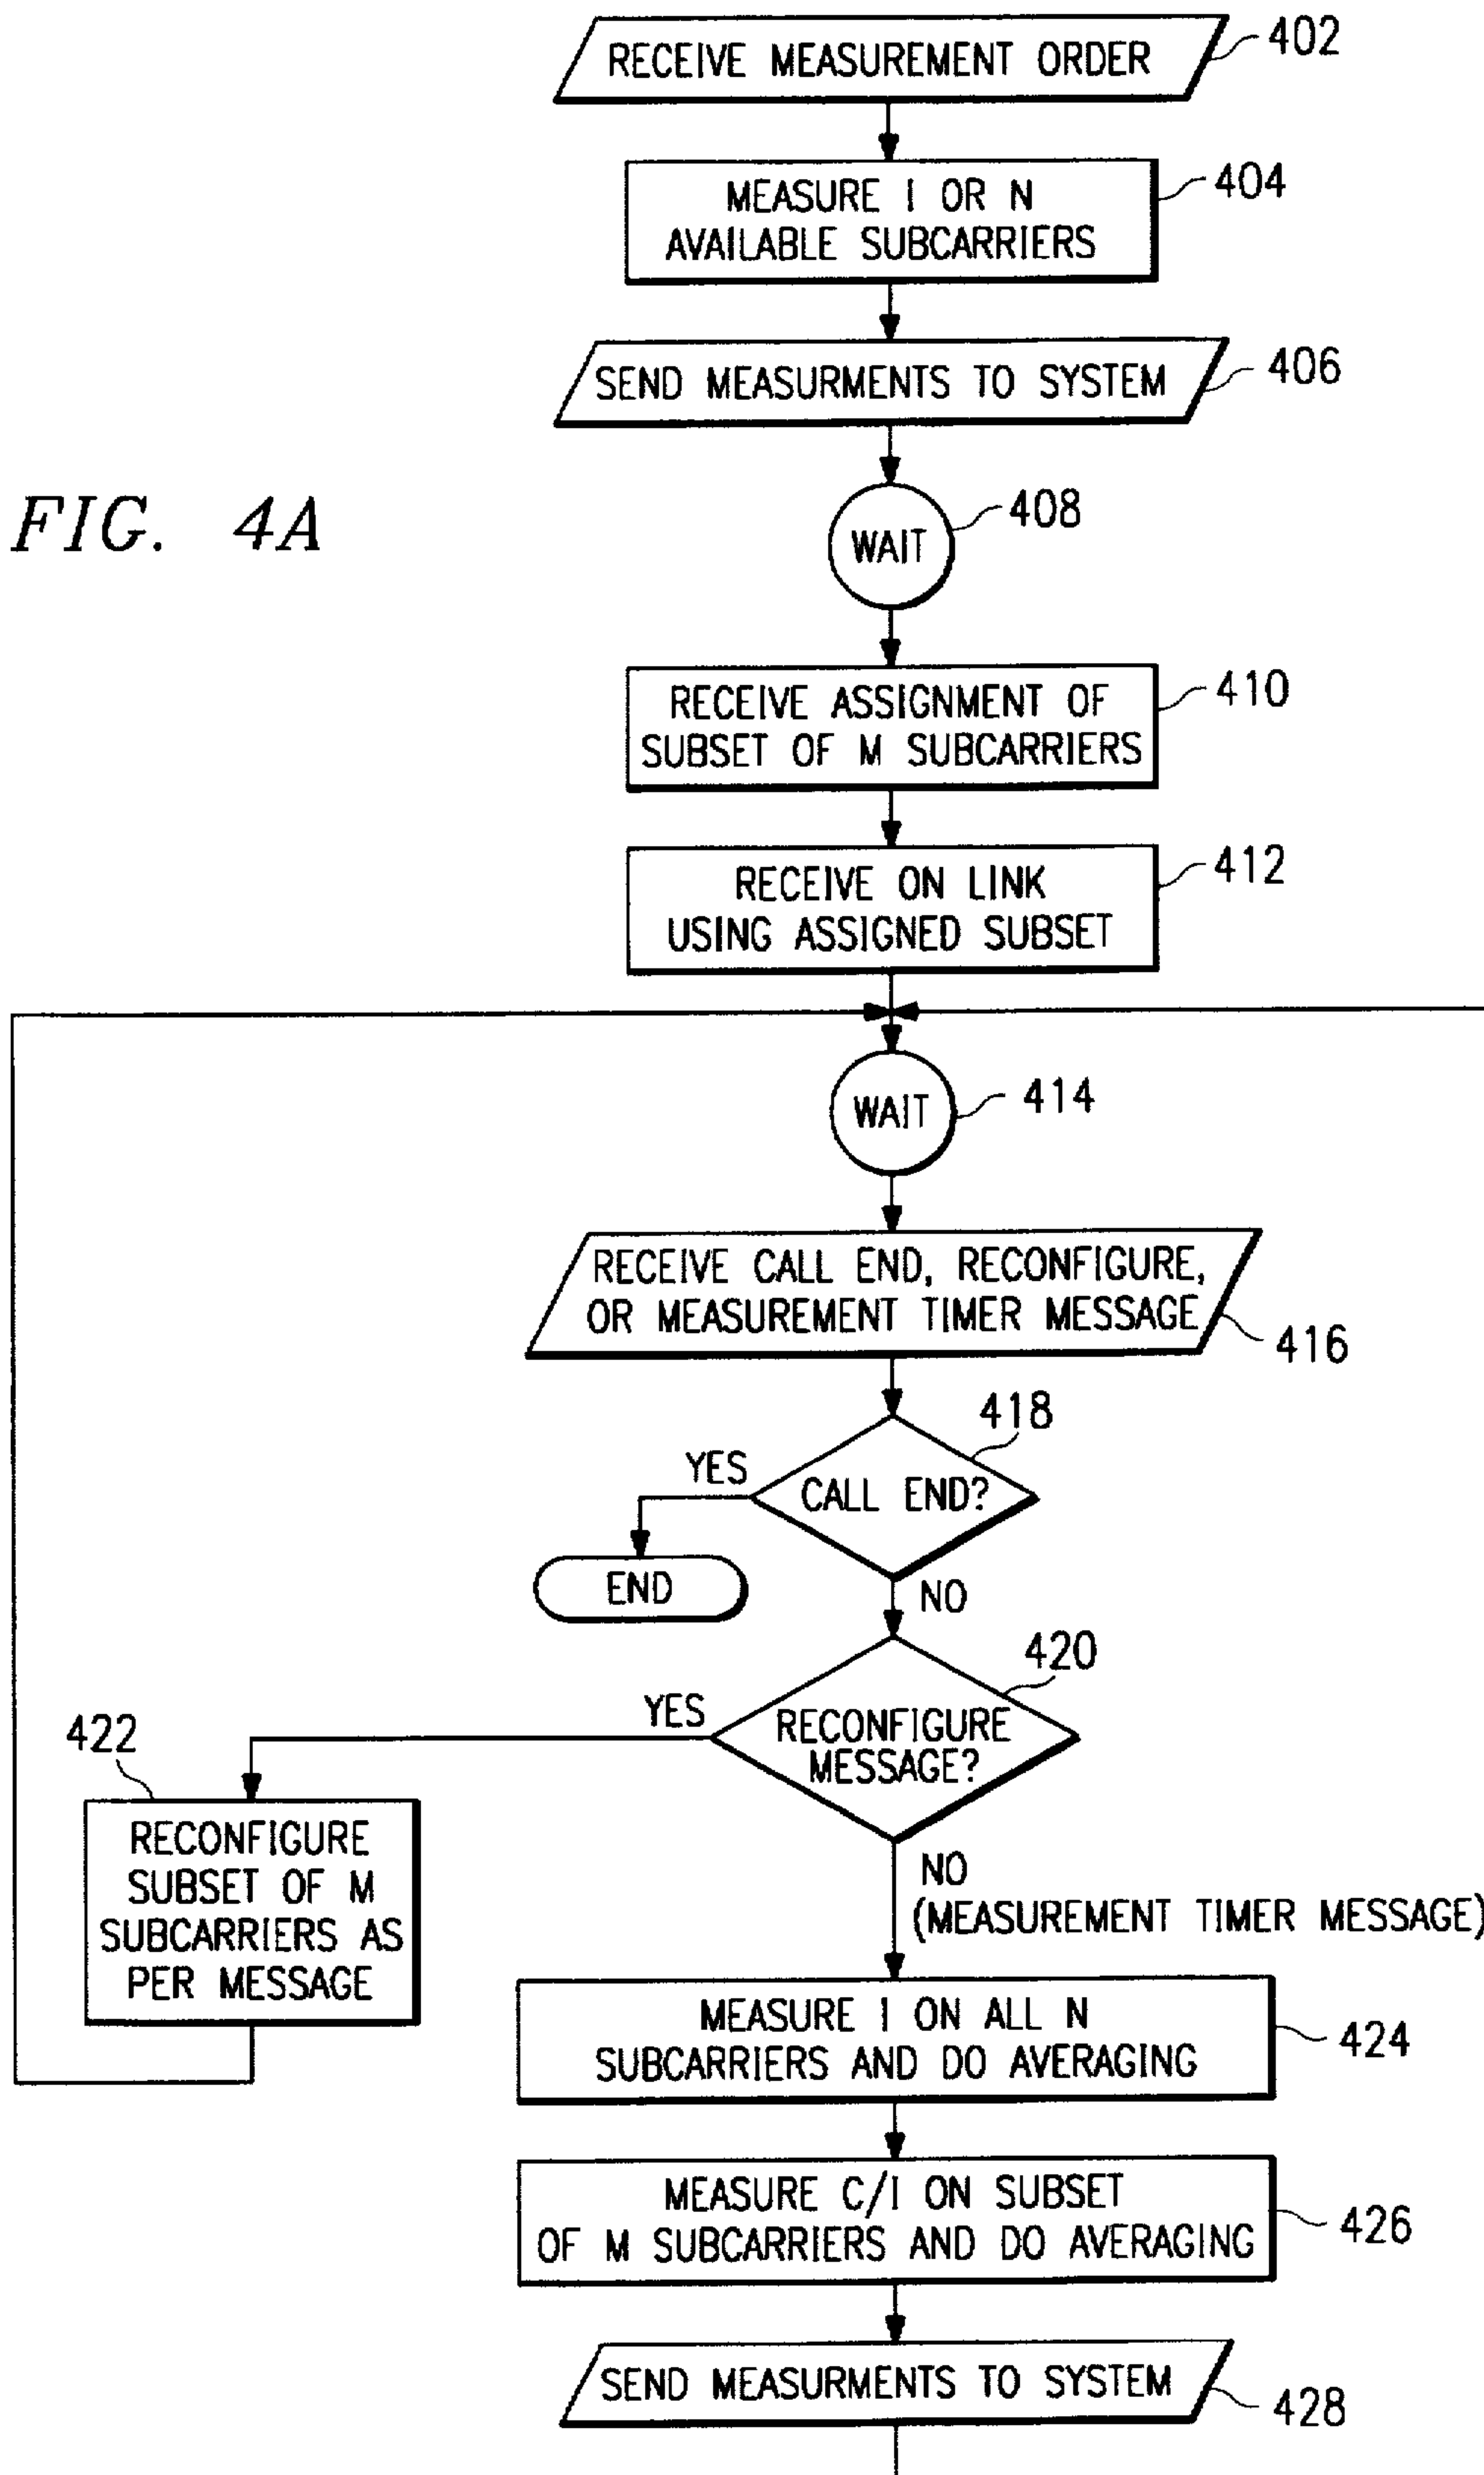 RECEIVE MEASUREMENT ORDER
402
MEASURE I OR N
AVAILABLE SUBCARRIERS
404
SEND MEASURMENTS TO SYSTEM
406
FIG. 4A
WAIT
408
RECEIVE ASSIGNMENT OF
SUBSET OF M SUBCARRIERS
410
RECEIVE ON LINK
USING ASSIGNED SUBSET
412
WAIT
414
RECEIVE CALL END, RECONFIGURE,
OR MEASUREMENT TIMER MESSAGE
416
418
YES
CALL END?
END
NO
420
YES
RECONFIGURE
MESSAGE?
422
RECONFIGURE
SUBSET OF M
SUBCARRIERS AS
PER MESSAGE
NO
(MEASUREMENT TIMER MESSAGE)
MEASURE I ON ALL N
SUBCARRIERS AND DO AVERAGING
424
MEASURE C/I ON SUBSET
OF M SUBCARRIERS AND DO AVERAGING
426
SEND MEASURMENTS TO SYSTEM
428